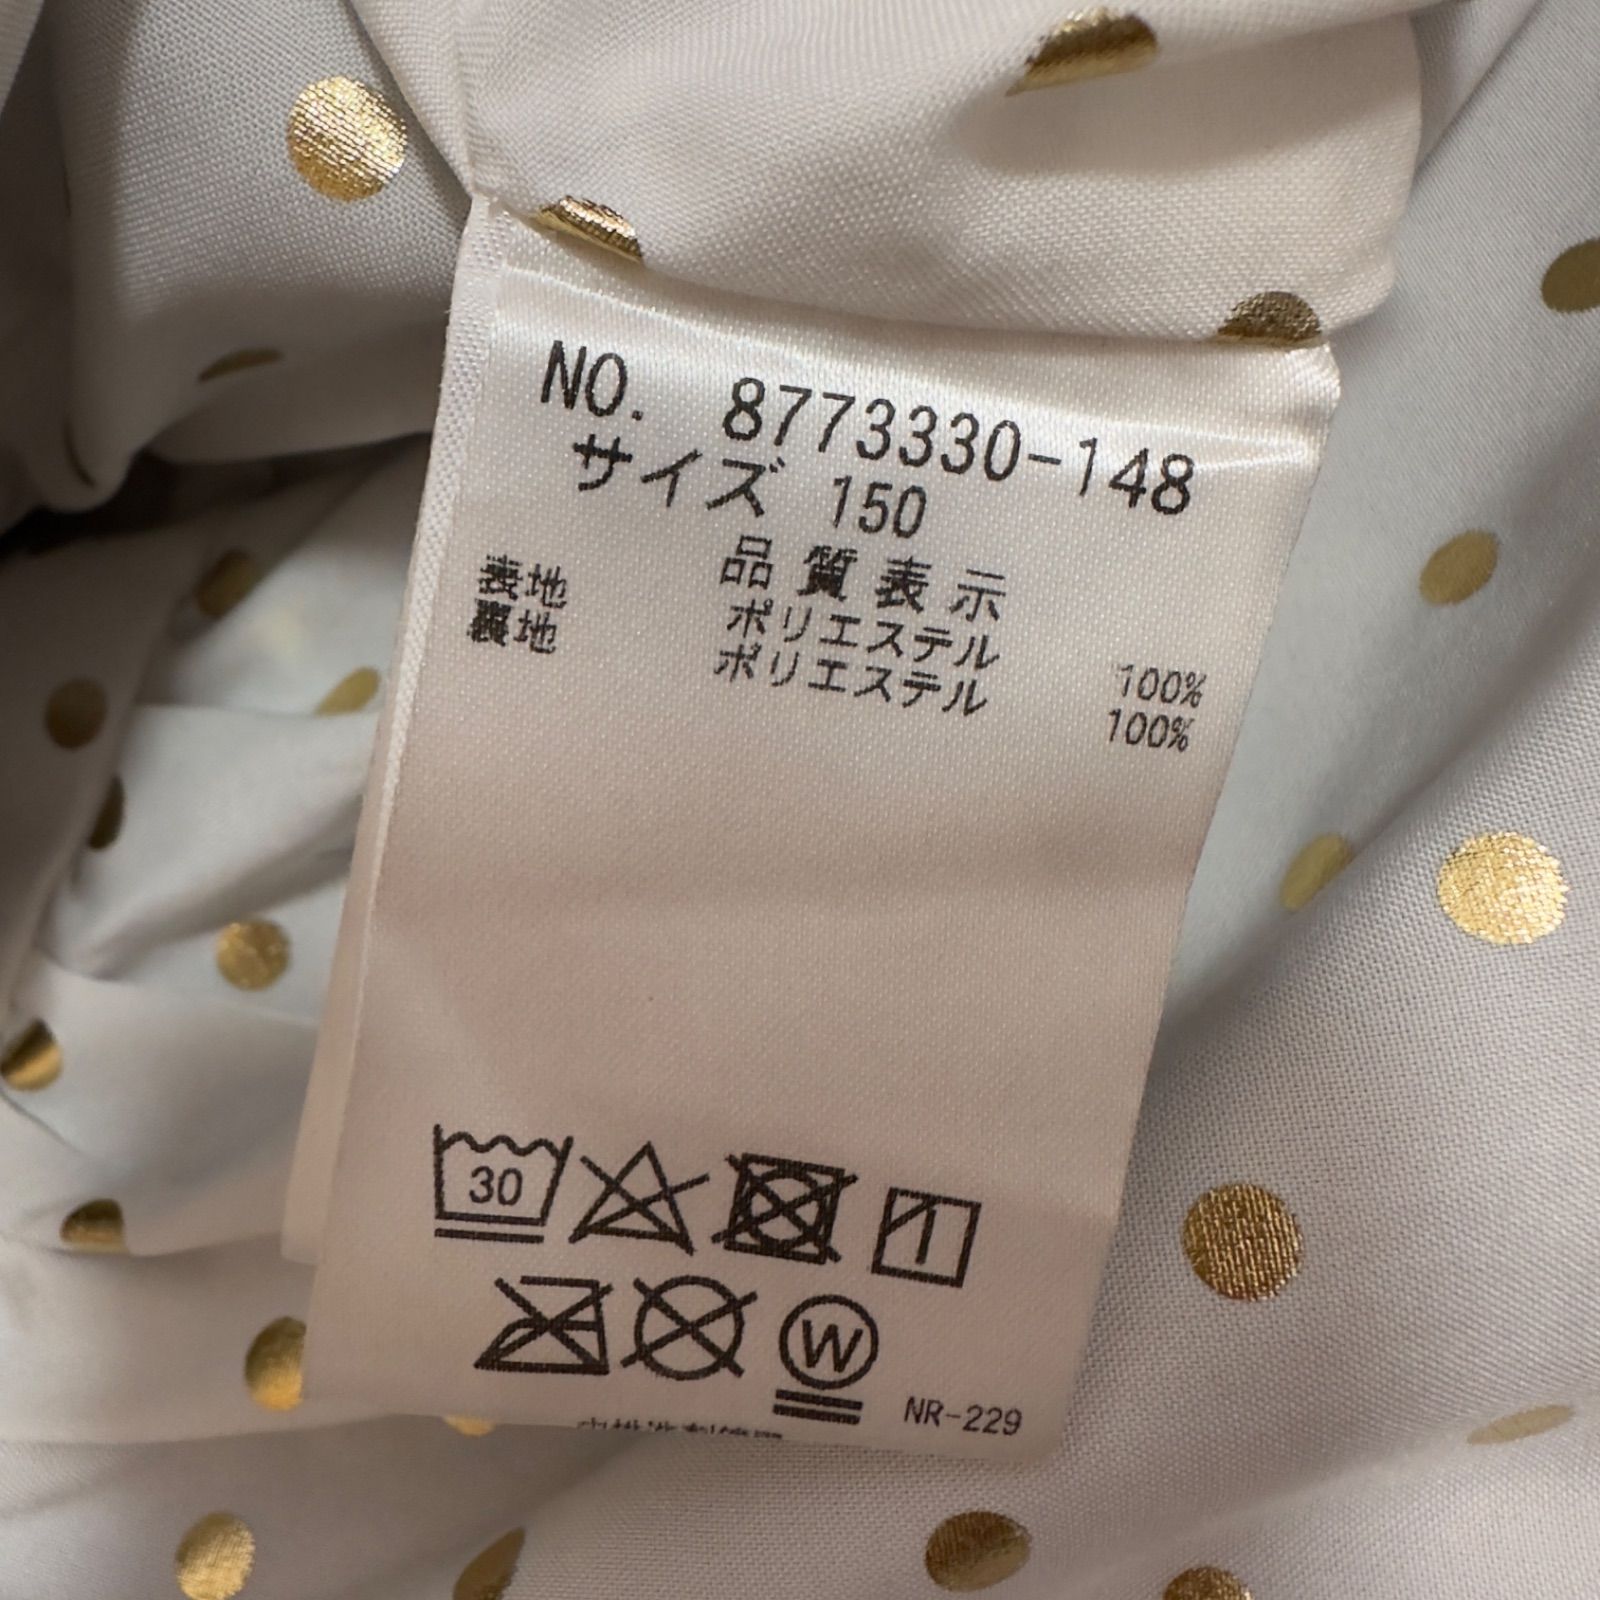 NO. 8773330-148
サイズ 150
品質表示
表地 ポリエステル 100%
裏地 ポリエステル 100%
30
W
NR-229